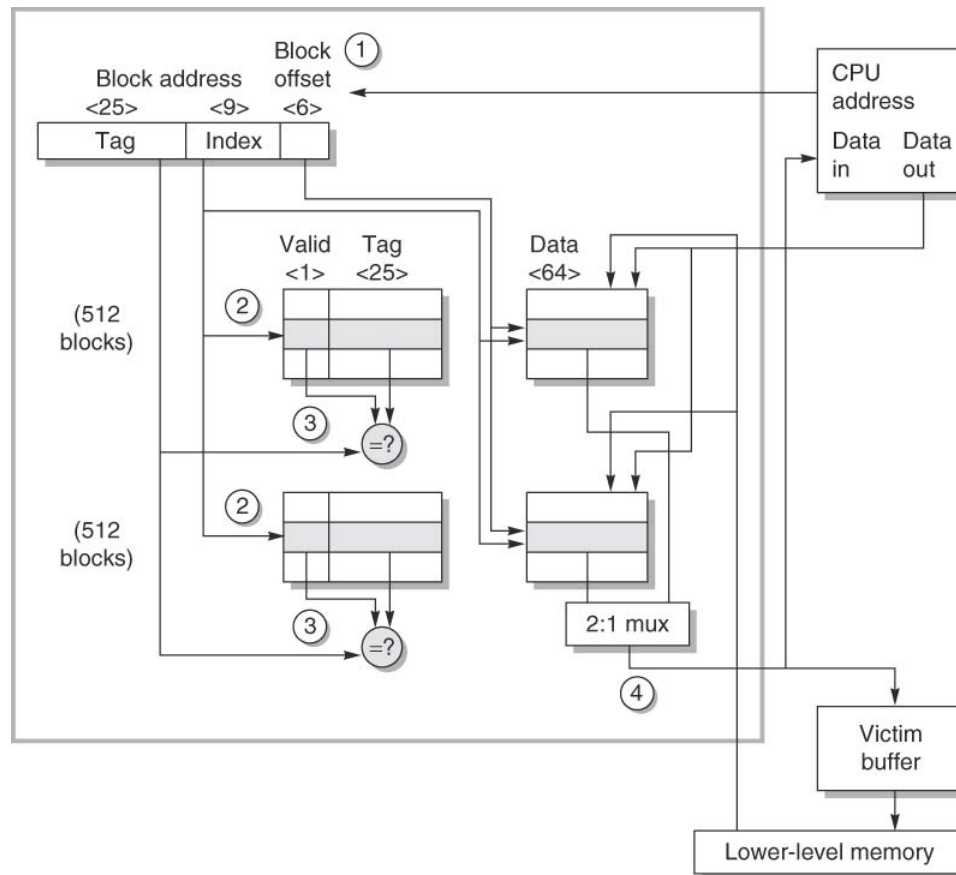 Block
offset
1
Block address
<25>
<9>
<6>
Tag
Index
CPU
address
Data
in
Data
out
Valid
<1>
Tag
<25>
Data
<64>
(512
blocks)
2
3
=?
(512
blocks)
2
3
=?
2:1 mux
4
Victim
buffer
Lower-level memory